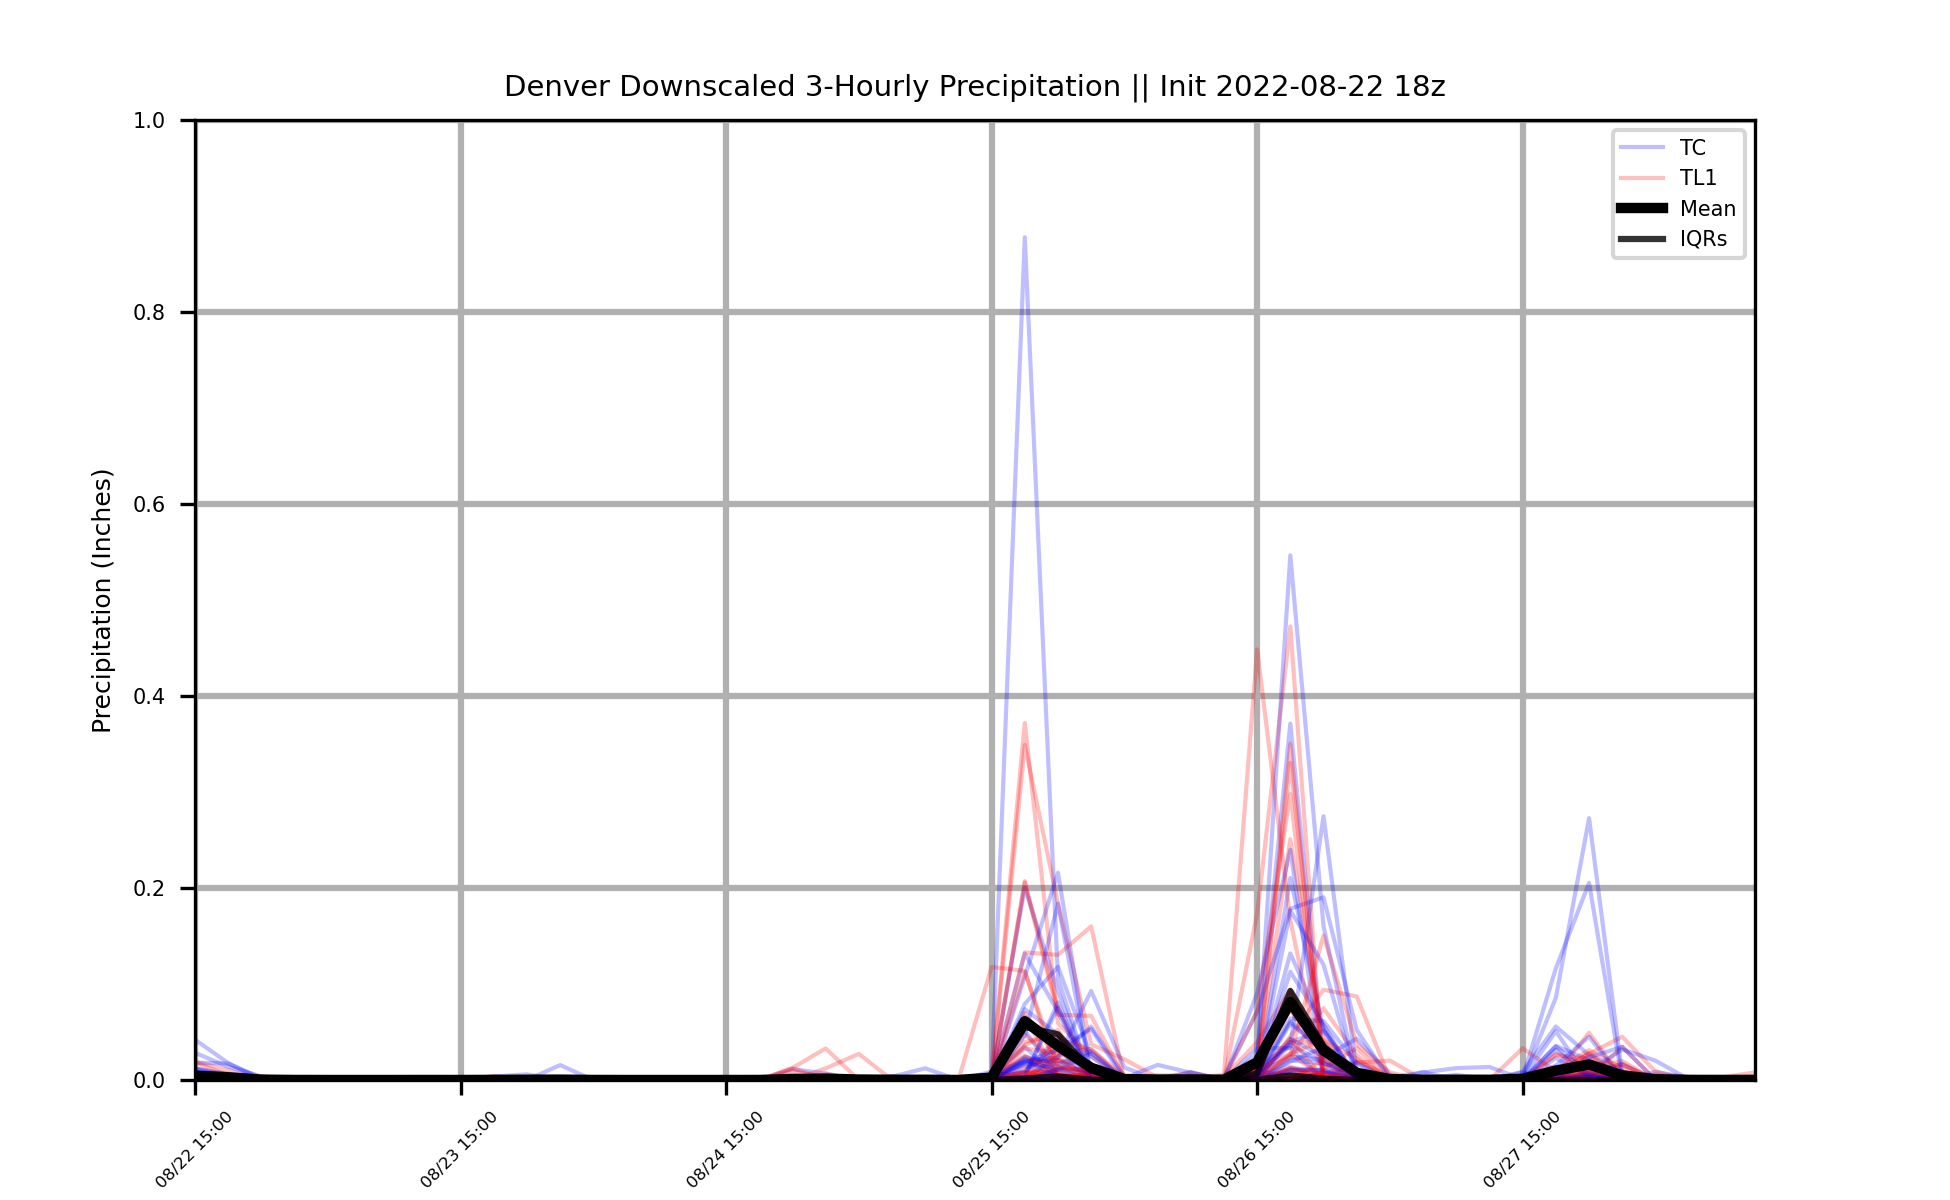 Denver Downscaled 3-Hourly Precipitation || Init 2022-08-22 18z
1.0
0.8
0.6
0.4
0.2
0.0
Precipitation (Inches)
TC
TL1
Mean
IQRs
08/22 15:00
08/23 15:00
08/24 15:00
08/25 15:00
08/26 15:00
08/27 15:00